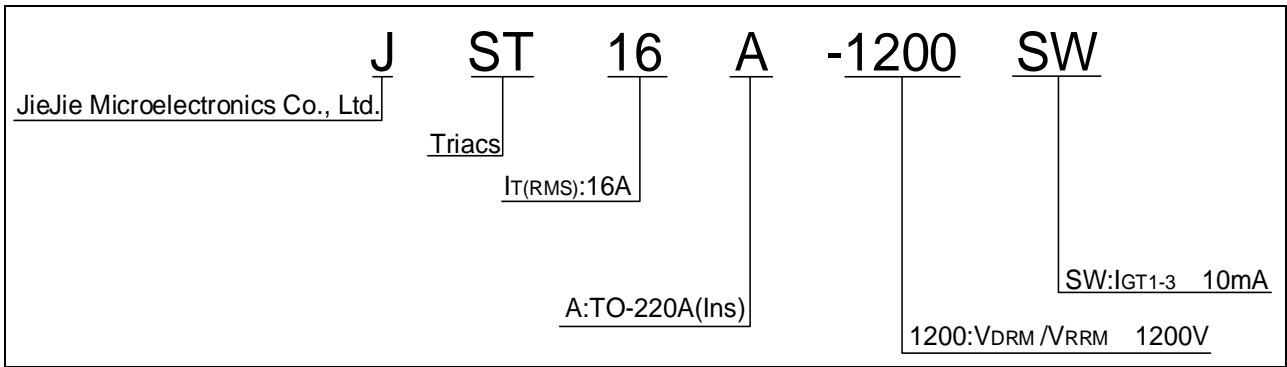 J ST 16 A -1200 SW
JieJie Microelectronics Co., Ltd.
Triacs
IT(RMS):16A
SW:IGT1-3 10mA
A:TO-220A(Ins)
1200:VDRM /VRRM 1200V